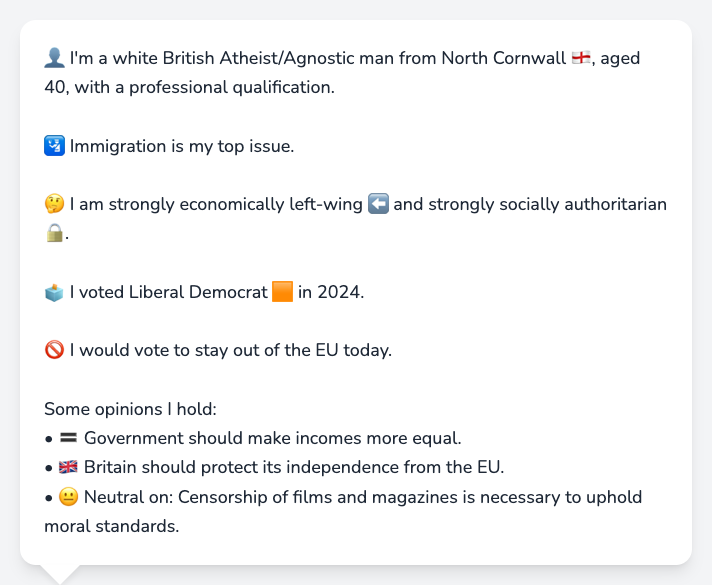 👤 I'm a white British Atheist/Agnostic man from North Cornwall 🏴󠁧󠁢󠁥󠁮󠁧󠁿, aged
40, with a professional qualification.
🛂 Immigration is my top issue.
🤔 I am strongly economically left-wing ⬅️ and strongly socially authoritarian
🔒.
🗳️ I voted Liberal Democrat 🟧 in 2024.
🚫 I would vote to stay out of the EU today.
Some opinions I hold:
• 🟰 Government should make incomes more equal.
• 🇬🇧 Britain should protect its independence from the EU.
• 😐 Neutral on: Censorship of films and magazines is necessary to uphold
moral standards.